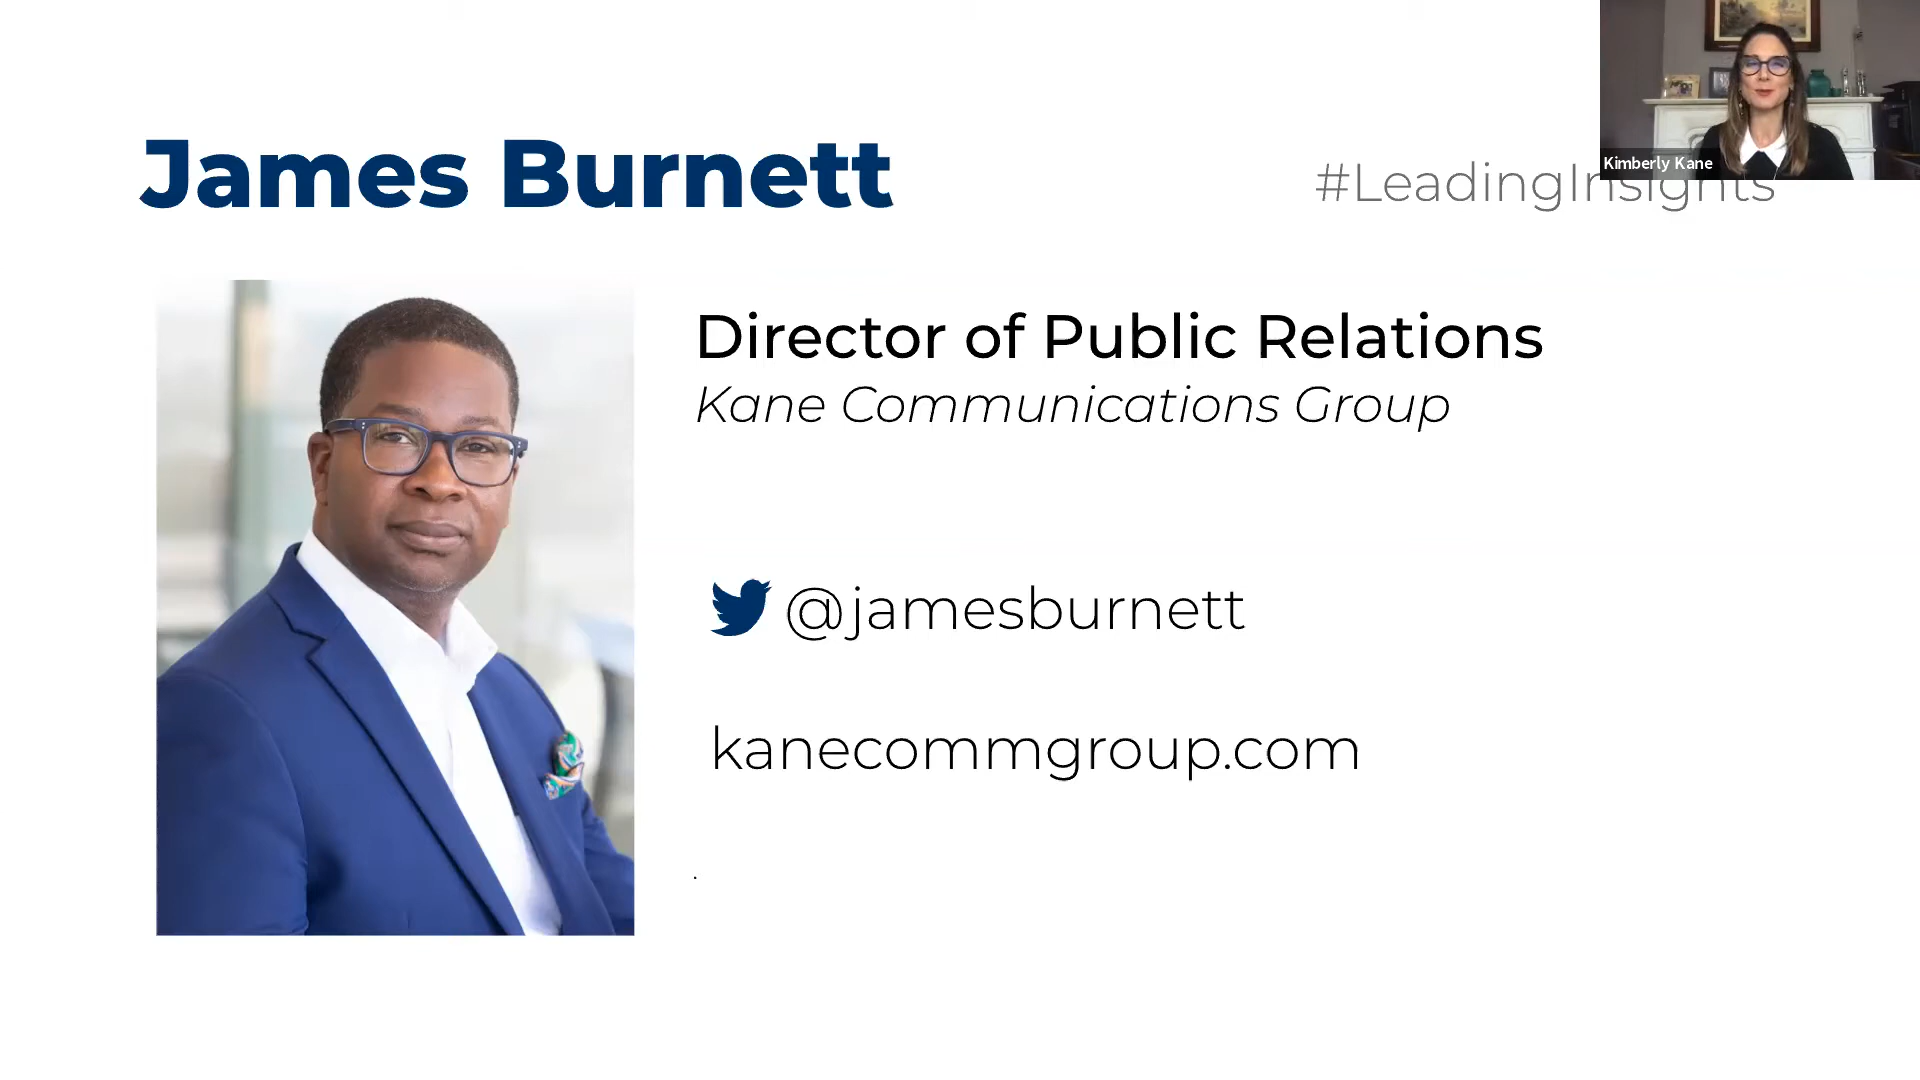 James Burnett
#LeadingInsights
Kimberly Kane
Director of Public Relations
Kane Communications Group
@jamesburnett
kanecommgroup.com
.